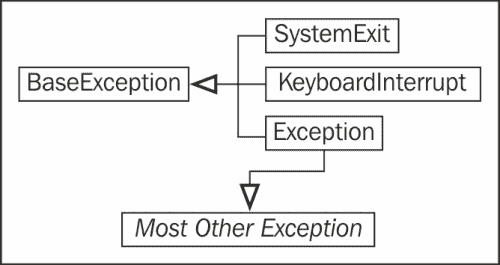 SystemExit
BaseException
KeyboardInterrupt
Exception
Most Other Exception